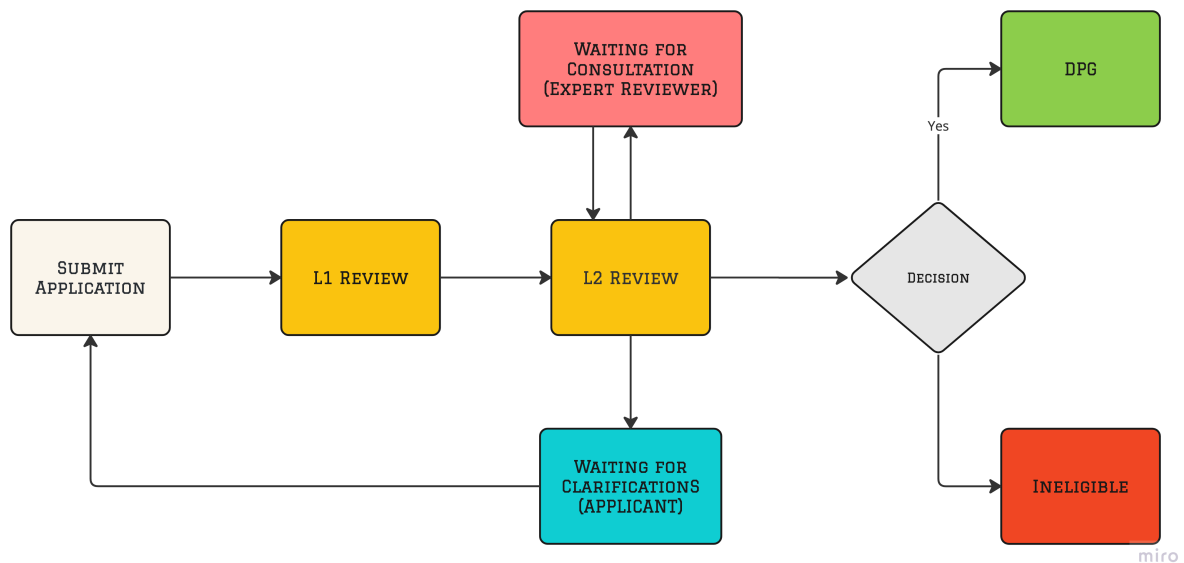 Waiting for
Consultation
(Expert Reviewer)
DPG
Yes
Submit
Application
L1 Review
L2 Review
Decision
Waiting for
Clarifications
(Applicant)
Ineligible
miro